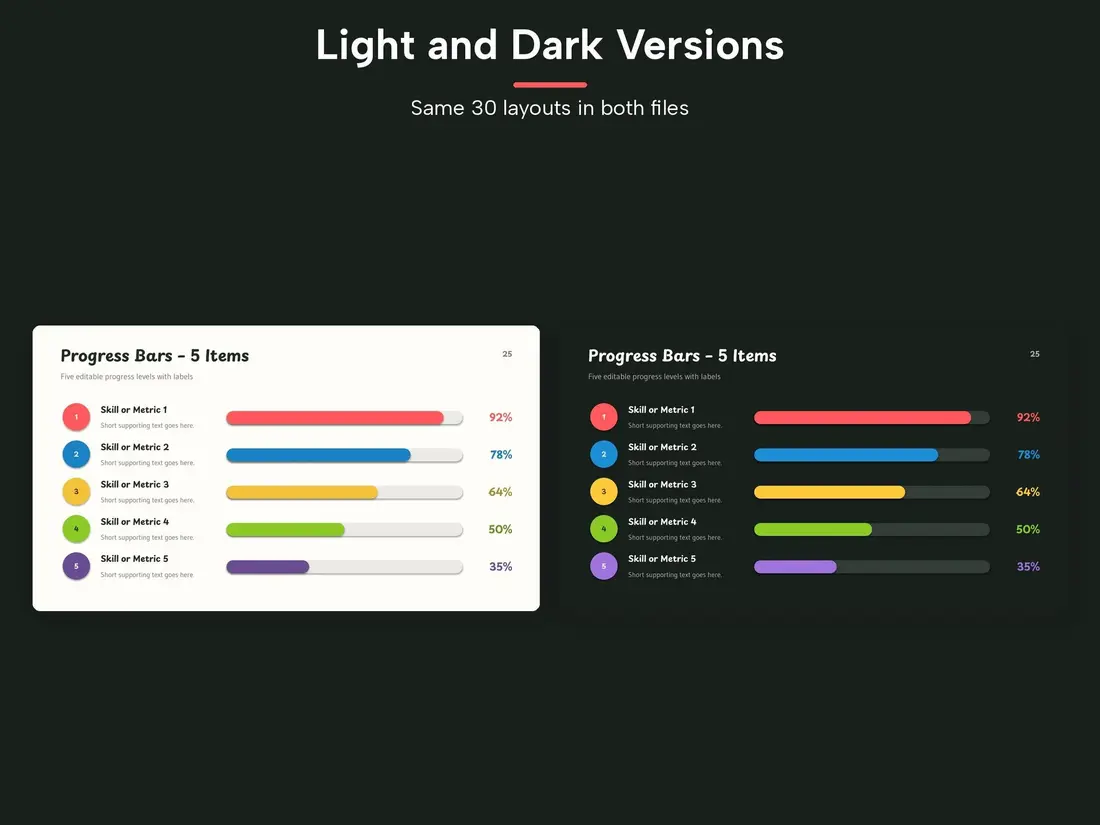 Light and Dark Versions
Same 30 layouts in both files
Progress Bars - 5 Items
25
Five editable progress levels with labels
1
Skill or Metric 1
Short supporting text goes here.
92%
2
Skill or Metric 2
Short supporting text goes here.
78%
3
Skill or Metric 3
Short supporting text goes here.
64%
4
Skill or Metric 4
Short supporting text goes here.
50%
5
Skill or Metric 5
Short supporting text goes here.
35%
Progress Bars - 5 Items
25
Five editable progress levels with labels
1
Skill or Metric 1
Short supporting text goes here.
92%
2
Skill or Metric 2
Short supporting text goes here.
78%
3
Skill or Metric 3
Short supporting text goes here.
64%
4
Skill or Metric 4
Short supporting text goes here.
50%
5
Skill or Metric 5
Short supporting text goes here.
35%